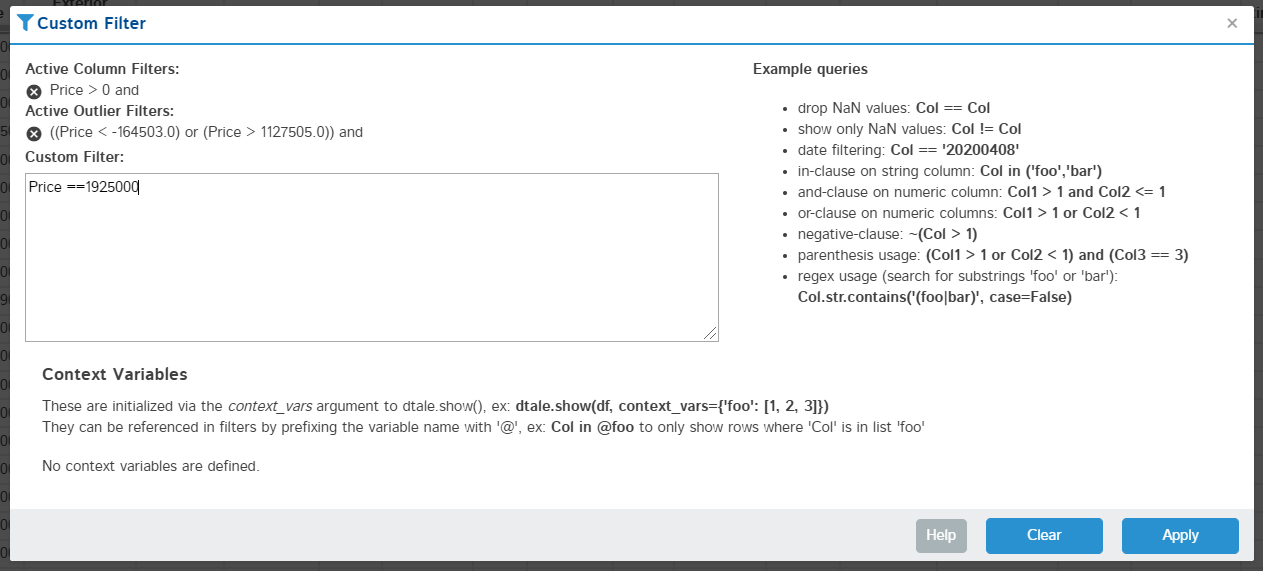 Exterior
Custom Filter
×
Active Column Filters:
Price > 0 and
Active Outlier Filters:
((Price < -164503.0) or (Price > 1127505.0)) and
Custom Filter:
Price ==1925000
Example queries
• drop NaN values: Col == Col
• show only NaN values: Col != Col
• date filtering: Col == '20200408'
• in-clause on string column: Col in ('foo','bar')
• and-clause on numeric column: Col1 > 1 and Col2 <= 1
• or-clause on numeric columns: Col1 > 1 or Col2 < 1
• negative-clause: ~(Col > 1)
• parenthesis usage: (Col1 > 1 or Col2 < 1) and (Col3 == 3)
• regex usage (search for substrings 'foo' or 'bar'):
Col.str.contains('(foo|bar)', case=False)
Context Variables
These are initialized via the context_vars argument to dtale.show(), ex: dtale.show(df, context_vars={'foo': [1, 2, 3]})
They can be referenced in filters by prefixing the variable name with '@', ex: Col in @foo to only show rows where 'Col' is in list 'foo'
No context variables are defined.
Help
Clear
Apply